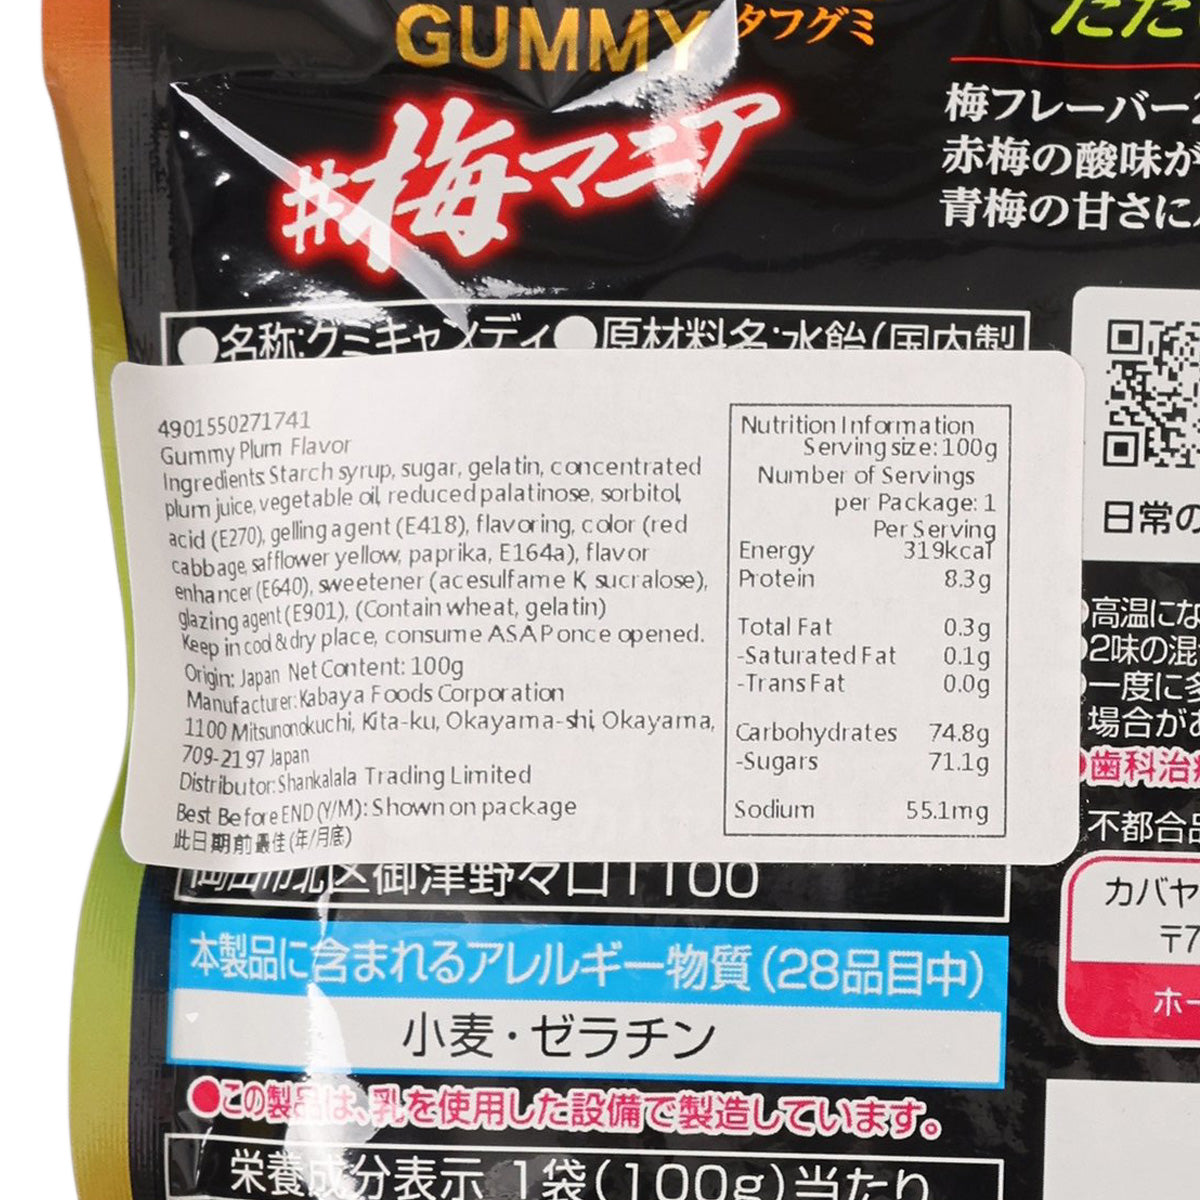 GUMMY タフグミ
#梅マニア
ただ
梅フレーバー
赤梅の酸味が
青梅の甘さに
●名称:グミキャンディ●原材料名:水飴(国内製
4901550271741
Gummy Plum Flavor
Ingredients: Starch syrup, sugar, gelatin, concentrated
plum juice, vegetable oil, reduced palatinose, sorbitol,
acid (E270), gelling agent (E418), flavoring, color (red
cabbage, safflower yellow, paprika, E164a), flavor
enhancer (E640), sweetener (acesulfame K, sucralose),
glazing agent (E901), (Contain wheat, gelatin)
Keep in cool & dry place, consume ASAP once opened.
Origin: Japan Net Content: 100g
Manufacturer: Kabaya Foods Corporation
1100 Mitsunonokuchi, Kita-ku, Okayama-shi, Okayama,
709-2197 Japan
Distributor: Shankalala Trading Limited
Best Before END (Y/M): Shown on package
此日期前最佳(年/月底)
Nutrition Information
Serving size: 100g
Number of Servings
per Package: 1
Per Serving
Energy 319kcal
Protein 8.3g
Total Fat 0.3g
-Saturated Fat 0.1g
-Trans Fat 0.0g
Carbohydrates 74.8g
-Sugars 71.1g
Sodium 55.1mg
岡山市北区御津野々口1100
本製品に含まれるアレルギー物質(28品目中)
小麦・ゼラチン
●この製品は、乳を使用した設備で製造しています。
栄養成分表示 1袋(100g)当たり
日常の
●高温にな
●2味の混
●一度に多
場合があ
●歯科治療
不都合品
カバヤ
〒7
ホー